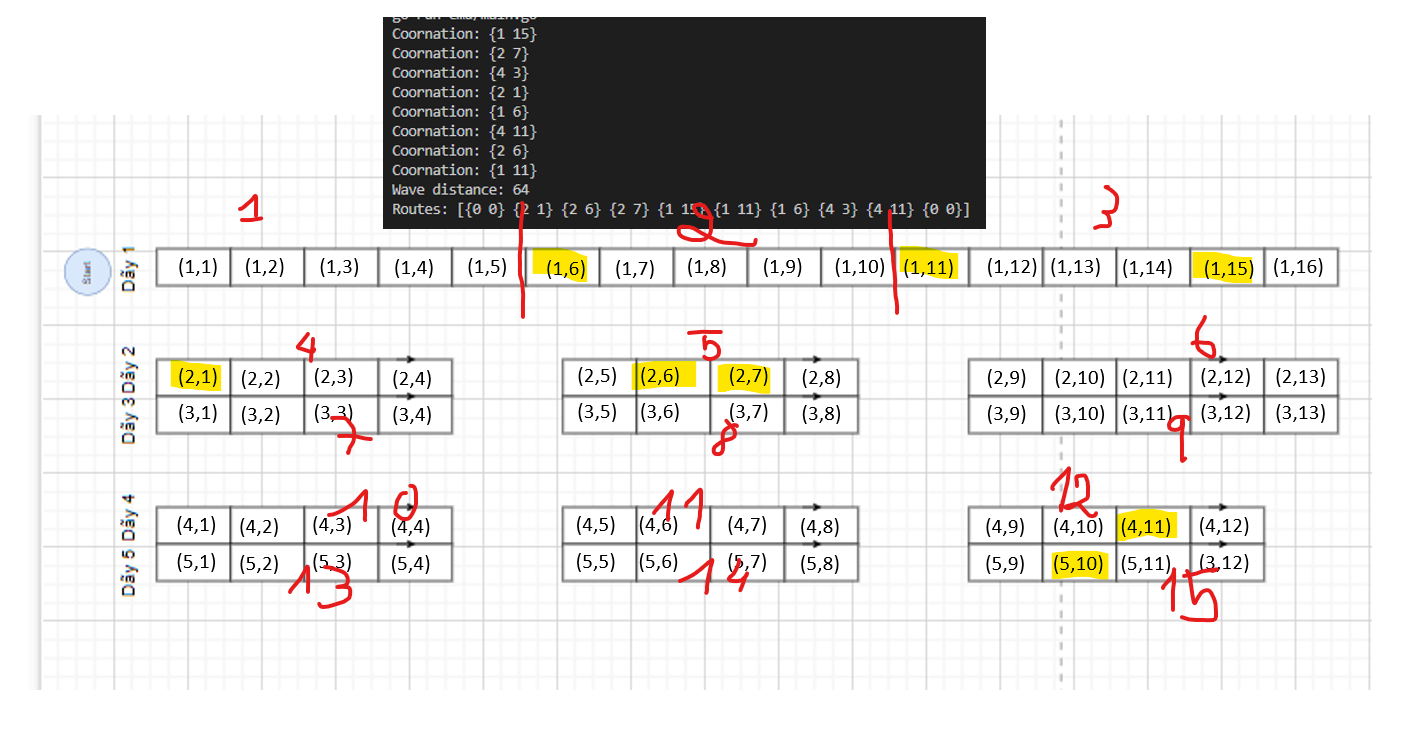 go run cmd/main.go
Coornation: {1 15}
Coornation: {2 7}
Coornation: {4 3}
Coornation: {2 1}
Coornation: {1 6}
Coornation: {4 11}
Coornation: {2 6}
Coornation: {1 11}
Wave distance: 64
Routes: [{0 0} {2 1} {2 6} {2 7} {1 15} {1 11} {1 6} {4 3} {4 11} {0 0}]
1 2 3
Start
Dãy 1
(1,1) (1,2) (1,3) (1,4) (1,5) (1,6) (1,7) (1,8) (1,9) (1,10) (1,11) (1,12) (1,13) (1,14) (1,15) (1,16)
4 5 6
Dãy 2
(2,1) (2,2) (2,3) (2,4) (2,5) (2,6) (2,7) (2,8) (2,9) (2,10) (2,11) (2,12) (2,13)
Dãy 3
(3,1) (3,2) (3,3) (3,4) (3,5) (3,6) (3,7) (3,8) (3,9) (3,10) (3,11) (3,12) (3,13)
7 8 9
10 11 12
Dãy 4
(4,1) (4,2) (4,3) (4,4) (4,5) (4,6) (4,7) (4,8) (4,9) (4,10) (4,11) (4,12)
Dãy 5
(5,1) (5,2) (5,3) (5,4) (5,5) (5,6) (5,7) (5,8) (5,9) (5,10) (5,11) (3,12)
13 14 15